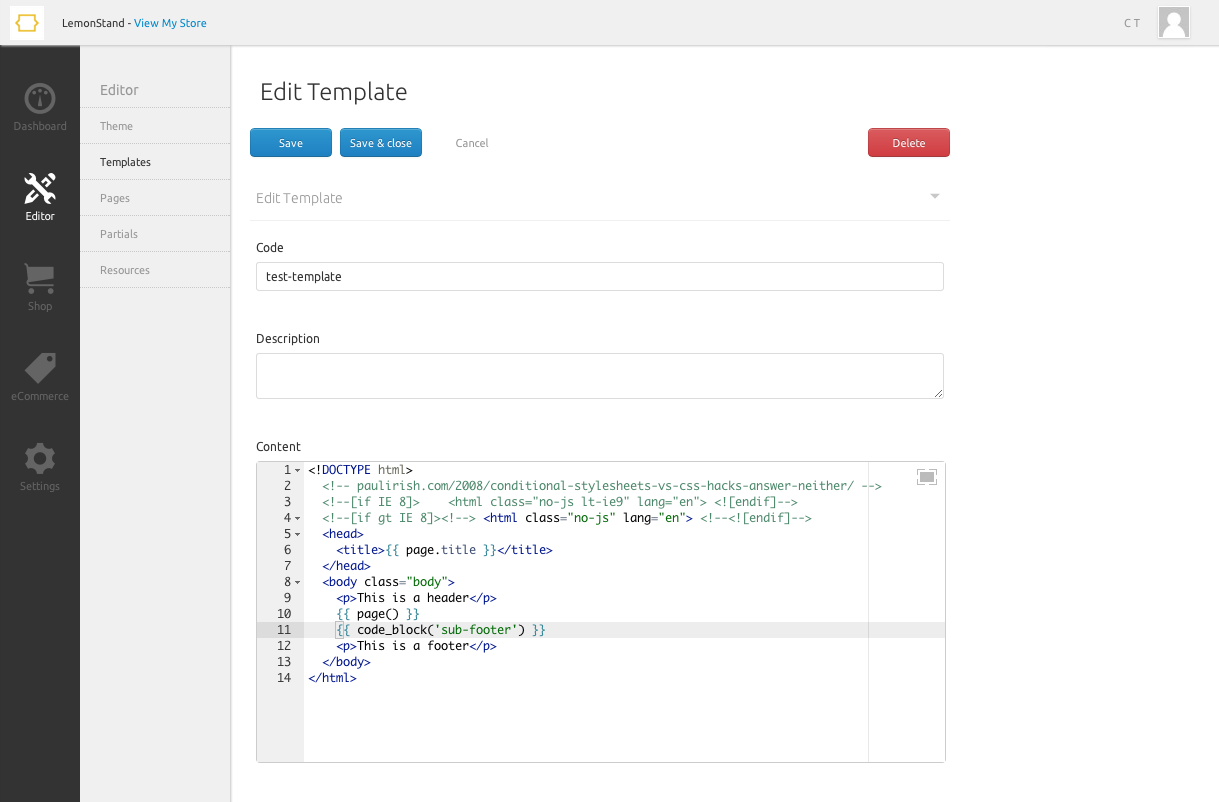 LemonStand - View My Store
C T
Dashboard
Editor
Shop
eCommerce
Settings
Editor
Theme
Templates
Pages
Partials
Resources
Edit Template
Save
Save & close
Cancel
Delete
Edit Template
Code
test-template
Description
Content
1 <!DOCTYPE html>
2 <!-- paulirish.com/2008/conditional-stylesheets-vs-css-hacks-answer-neither/ -->
3 <!--[if IE 8]>    <html class="no-js lt-ie9" lang="en"> <![endif]-->
4 <!--[if gt IE 8]><!--> <html class="no-js" lang="en"> <!--<![endif]-->
5 <head>
6 <title>{{ page.title }}</title>
7 </head>
8 <body class="body">
9 <p>This is a header</p>
10 {{ page() }}
11 {{ code_block('sub-footer') }}
12 <p>This is a footer</p>
13 </body>
14 </html>